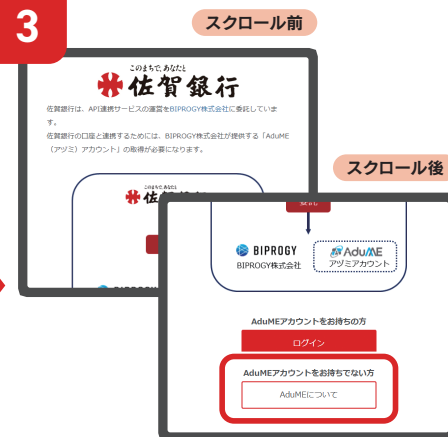 3
スクロール前
このまちで、あなたと
佐賀銀行
佐賀銀行は、API連携サービスの運営をBIPROGY株式会社に委託していま
す。
佐賀銀行の口座と連携するためには、BIPROGY株式会社が提供する「AduME
（アヅミ）アカウント」の取得が必要になります。
スクロール後
BIPROGY
AduME
BIPROGY株式会社
アヅミアカウント
AduMEアカウントをお持ちの方
ログイン
AduMEアカウントをお持ちでない方
AduMEについて